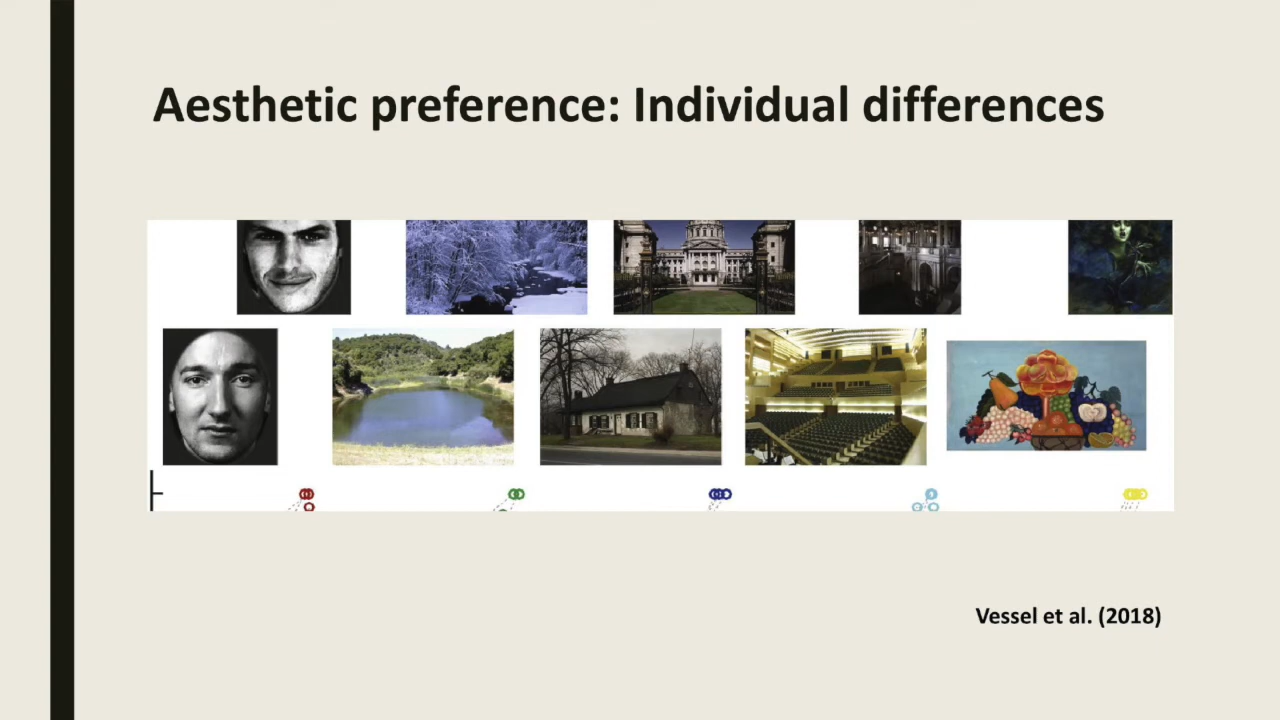 Aesthetic preference: Individual differences
Vessel et al. (2018)